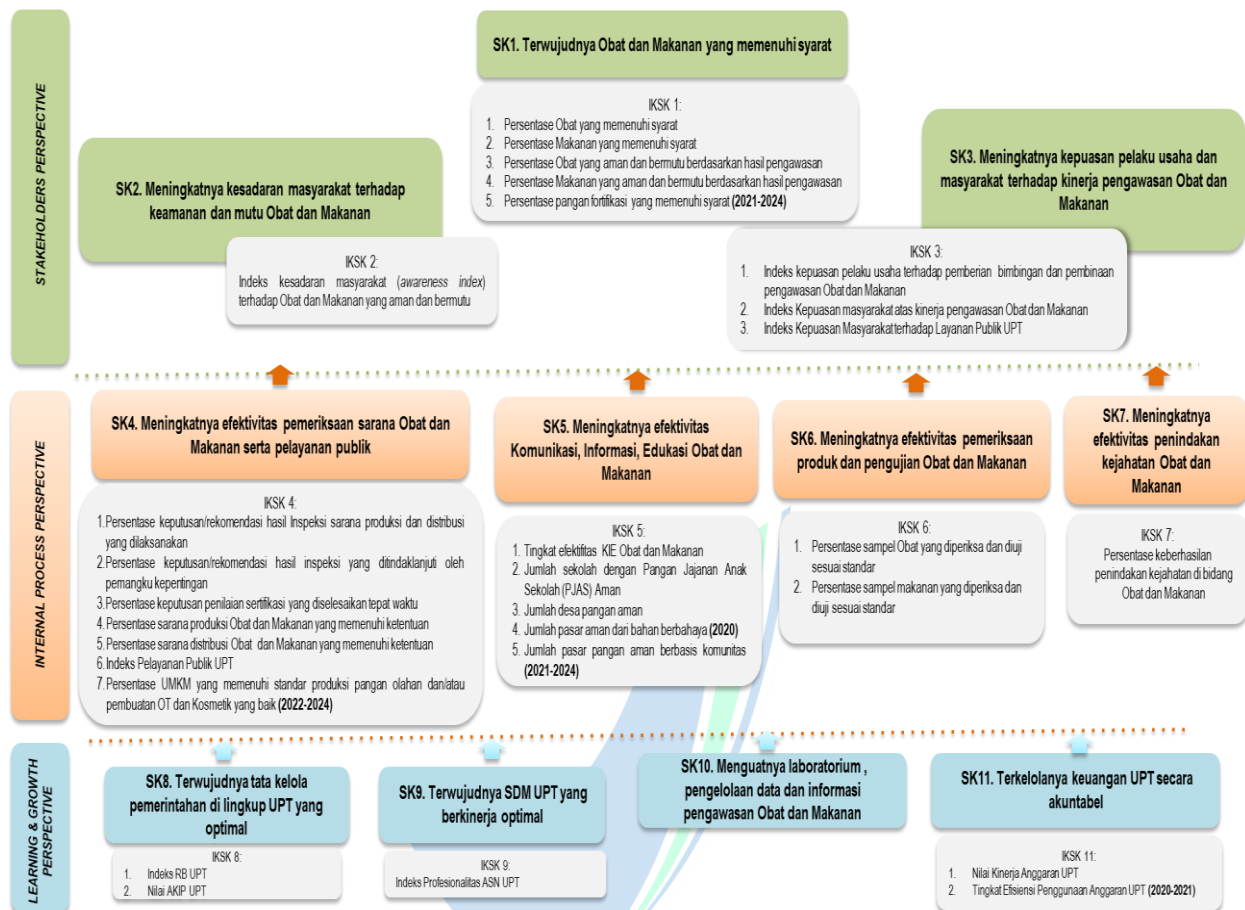 STAKEHOLDERS PERSPECTIVE
SK1. Terwujudnya Obat dan Makanan yang memenuhi syarat
IKSK 1:
1. Persentase Obat yang memenuhi syarat
2. Persentase Makanan yang memenuhi syarat
3. Persentase Obat yang aman dan bermutu berdasarkan hasil pengawasan
4. Persentase Makanan yang aman dan bermutu berdasarkan hasil pengawasan
5. Persentase pangan fortifikasi yang memenuhi syarat (2021-2024)
SK2. Meningkatnya kesadaran masyarakat terhadap
keamanan dan mutu Obat dan Makanan
IKSK 2:
Indeks kesadaran masyarakat (awareness index)
terhadap Obat dan Makanan yang aman dan bermutu
SK3. Meningkatnya kepuasan pelaku usaha dan
masyarakat terhadap kinerja pengawasan Obat dan
Makanan
IKSK 3:
1. Indeks kepuasan pelaku usaha terhadap pemberian bimbingan dan pembinaan
pengawasan Obat dan Makanan
2. Indeks Kepuasan masyarakat atas kinerja pengawasan Obat dan Makanan
3. Indeks Kepuasan Masyarakat terhadap Layanan Publik UPT
INTERNAL PROCESS PERSPECTIVE
SK4. Meningkatnya efektivitas pemeriksaan sarana Obat dan
Makanan serta pelayanan publik
IKSK 4:
1. Persentase keputusan/rekomendasi hasil Inspeksi sarana produksi dan distribusi
yang dilaksanakan
2. Persentase keputusan/rekomendasi hasil inspeksi yang ditindaklanjuti oleh
pemangku kepentingan
3. Persentase keputusan penilaian sertifikasi yang diselesaikan tepat waktu
4. Persentase sarana produksi Obat dan Makanan yang memenuhi ketentuan
5. Persentase sarana distribusi Obat dan Makanan yang memenuhi ketentuan
6. Indeks Pelayanan Publik UPT
7. Persentase UMKM yang memenuhi standar produksi pangan olahan dan/atau
pembuatan OT dan Kosmetik yang baik (2022-2024)
SK5. Meningkatnya efektivitas
Komunikasi, Informasi, Edukasi Obat dan
Makanan
IKSK 5:
1. Tingkat efektifitas KIE Obat dan Makanan
2. Jumlah sekolah dengan Pangan Jajanan Anak
Sekolah (PJAS) Aman
3. Jumlah desa pangan aman
4. Jumlah pasar aman dari bahan berbahaya (2020)
5. Jumlah pasar pangan aman berbasis komunitas
(2021-2024)
SK6. Meningkatnya efektivitas pemeriksaan
produk dan pengujian Obat dan Makanan
IKSK 6:
1. Persentase sampel Obat yang diperiksa dan diuji
sesuai standar
2. Persentase sampel makanan yang diperiksa dan
diuji sesuai standar
SK7. Meningkatnya
efektivitas penindakan
kejahatan Obat dan
Makanan
IKSK 7:
Persentase keberhasilan
penindakan kejahatan di bidang
Obat dan Makanan
LEARNING & GROWTH
PERSPECTIVE
SK8. Terwujudnya tata kelola
pemerintahan di lingkup UPT yang
optimal
IKSK 8:
1. Indeks RB UPT
2. Nilai AKIP UPT
SK9. Terwujudnya SDM UPT yang
berkinerja optimal
IKSK 9:
Indeks Profesionalitas ASN UPT
SK10. Menguatnya laboratorium ,
pengelolaan data dan informasi
pengawasan Obat dan Makanan
SK11. Terkelolanya keuangan UPT secara
akuntabel
IKSK 11:
1. Nilai Kinerja Anggaran UPT
2. Tingkat Efisiensi Penggunaan Anggaran UPT (2020-2021)